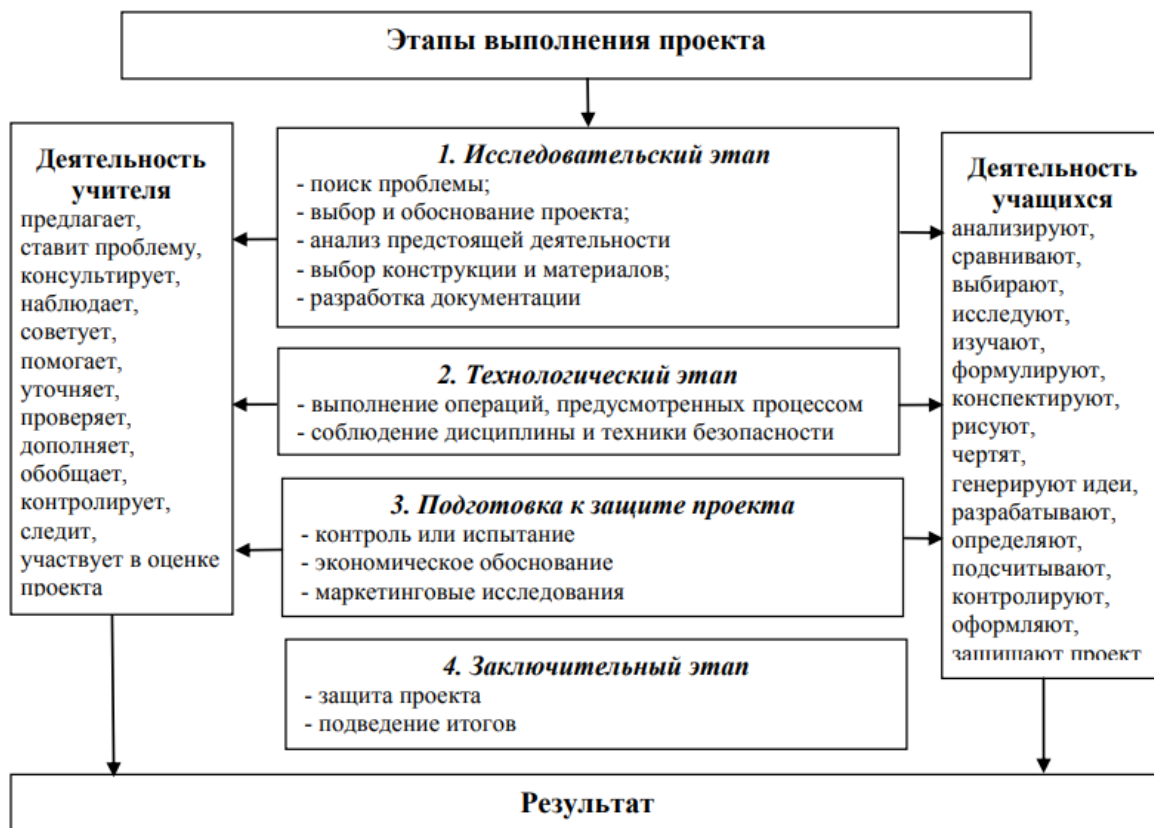 Этапы выполнения проекта
Деятельность
учителя
предлагает,
ставит проблему,
консультирует,
наблюдает,
советует,
помогает,
уточняет,
проверяет,
дополняет,
обобщает,
контролирует,
следит,
участвует в оценке
проекта
1. Исследовательский этап
- поиск проблемы;
- выбор и обоснование проекта;
- анализ предстоящей деятельности
- выбор конструкции и материалов;
- разработка документации
2. Технологический этап
- выполнение операций, предусмотренных процессом
- соблюдение дисциплины и техники безопасности
3. Подготовка к защите проекта
- контроль или испытание
- экономическое обоснование
- маркетинговые исследования
4. Заключительный этап
- защита проекта
- подведение итогов
Деятельность
учащихся
анализируют,
сравнивают,
выбирают,
исследуют,
изучают,
формулируют,
конспектируют,
рисуют,
чертят,
генерируют идеи,
разрабатывают,
определяют,
подсчитывают,
контролируют,
оформляют,
защищают проект
Результат